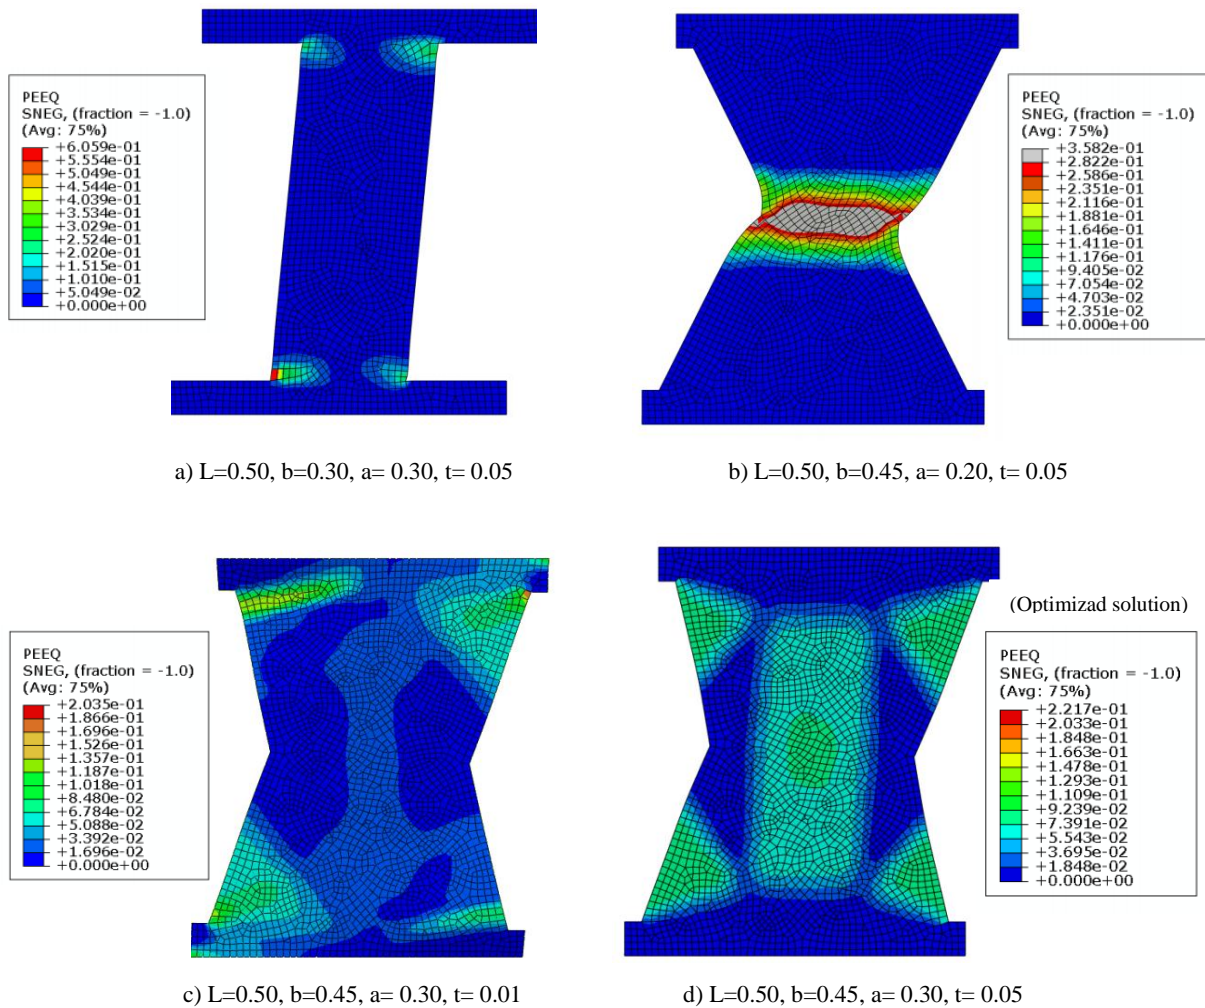 PEEQ
SNEG, (fraction = -1.0)
(Avg: 75%)
+6.059e-01
+5.554e-01
+5.049e-01
+4.544e-01
+4.039e-01
+3.534e-01
+3.029e-01
+2.524e-01
+2.020e-01
+1.515e-01
+1.010e-01
+5.049e-02
+0.000e+00
a) L=0.50, b=0.30, a= 0.30, t= 0.05
PEEQ
SNEG, (fraction = -1.0)
(Avg: 75%)
+3.582e-01
+2.822e-01
+2.586e-01
+2.351e-01
+2.116e-01
+1.881e-01
+1.646e-01
+1.411e-01
+1.176e-01
+9.405e-02
+7.054e-02
+4.703e-02
+2.351e-02
+0.000e+00
b) L=0.50, b=0.45, a= 0.20, t= 0.05
PEEQ
SNEG, (fraction = -1.0)
(Avg: 75%)
+2.035e-01
+1.866e-01
+1.696e-01
+1.526e-01
+1.357e-01
+1.187e-01
+1.018e-01
+8.480e-02
+6.784e-02
+5.088e-02
+3.392e-02
+1.696e-02
+0.000e+00
c) L=0.50, b=0.45, a= 0.30, t= 0.01
(Optimizad solution)
PEEQ
SNEG, (fraction = -1.0)
(Avg: 75%)
+2.217e-01
+2.033e-01
+1.848e-01
+1.663e-01
+1.478e-01
+1.293e-01
+1.109e-01
+9.239e-02
+7.391e-02
+5.543e-02
+3.695e-02
+1.848e-02
+0.000e+00
d) L=0.50, b=0.45, a= 0.30, t= 0.05